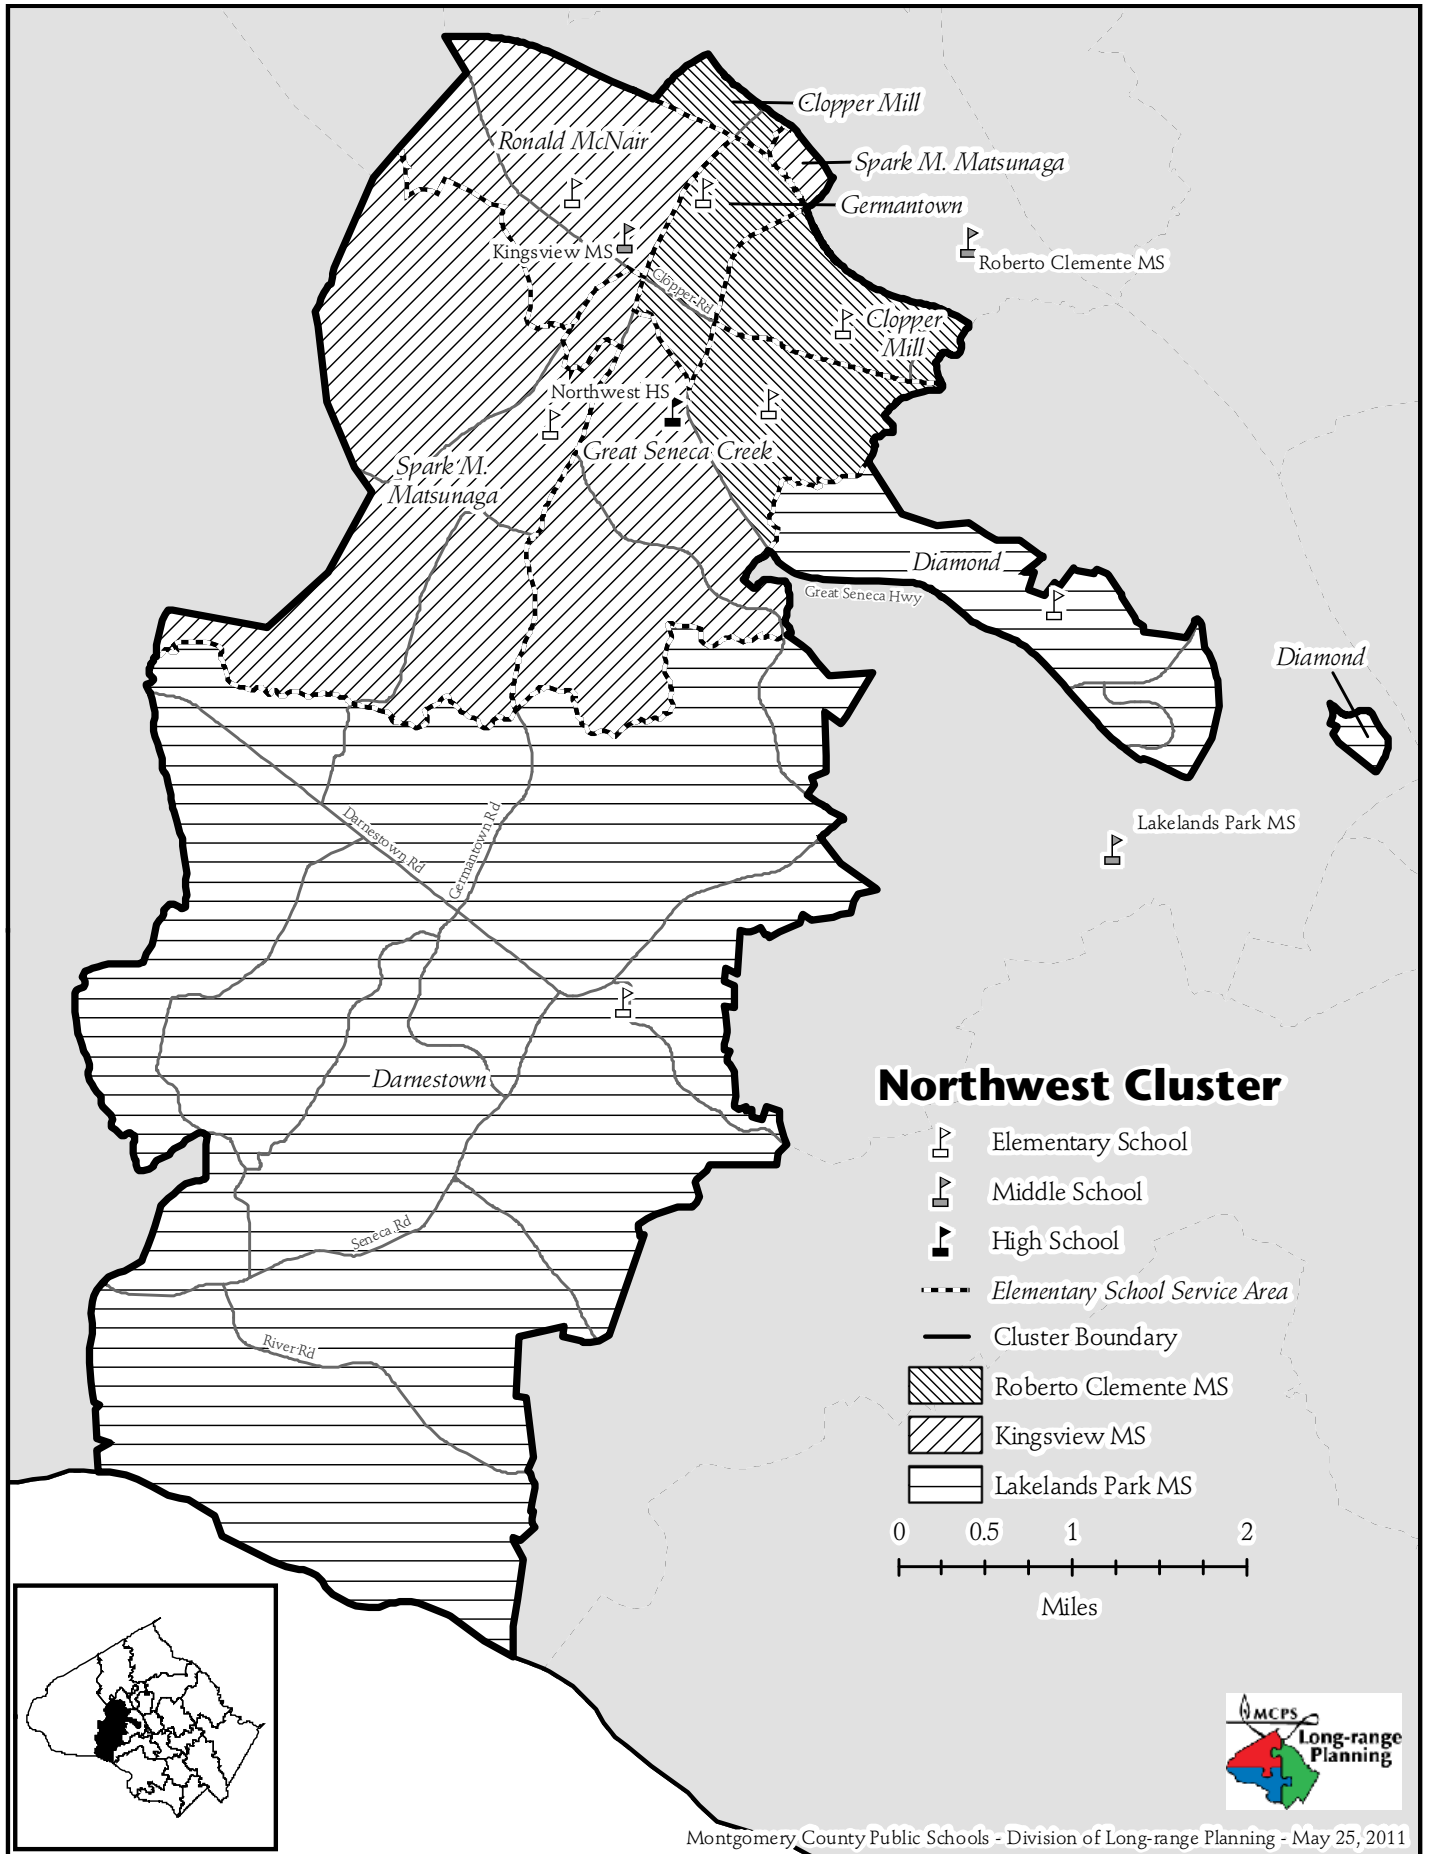 Clopper Mill
Ronald McNair
Spark M. Matsunaga
Germantown
Kingsview MS
Roberto Clemente MS
Clopper Rd
Clopper
Mill
Northwest HS
Great Seneca Creek
Spark M.
Matsunaga
Diamond
Great Seneca Hwy
Diamond
Lakelands Park MS
Darnestown Rd
Germantown Rd
Darnestown
Seneca Rd
River Rd
Northwest Cluster
Elementary School
Middle School
High School
Elementary School Service Area
Cluster Boundary
Roberto Clemente MS
Kingsview MS
Lakelands Park MS
0 0.5 1 2
Miles
MCPS
Long-range
Planning
Montgomery County Public Schools - Division of Long-range Planning - May 25, 2011